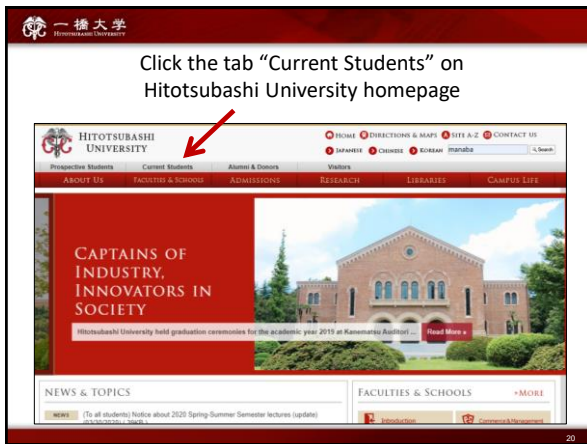 一橋大学
HITOTSUBASHI UNIVERSITY
Click the tab “Current Students” on
Hitotsubashi University homepage
HITOTSUBASHI
UNIVERSITY
HOME DIRECTIONS & MAPS SITE A-Z CONTACT US
JAPANESE CHINESE KOREAN manaba Search
Prospective Students Current Students Alumni & Donors Visitors
ABOUT US FACULTIES & SCHOOLS ADMISSIONS RESEARCH LIBRARIES CAMPUS LIFE
CAPTAINS OF
INDUSTRY,
INNOVATORS IN
SOCIETY
Hitotsubashi University held graduation ceremonies for the academic year 2015 at Kanematsu Auditori ... Read More »
NEWS & TOPICS
FACULTIES & SCHOOLS
MORE
NEWS (To all students) Notice about 2020 Spring-Summer Semester lectures (update)
Introduction Commerce & Management
20